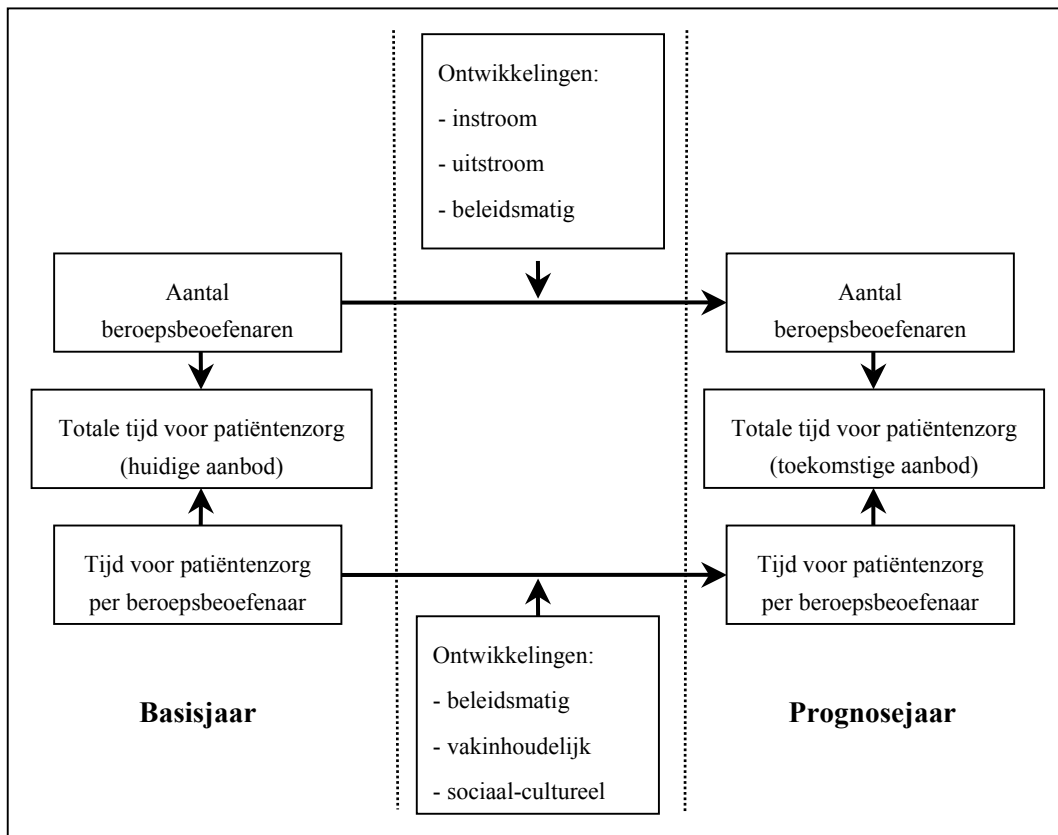 Ontwikkelingen:
- instroom
- uitstroom
- beleidsmatig
Aantal
beroepsbeoefenaren
Aantal
beroepsbeoefenaren
Totale tijd voor patiëntenzorg
(huidige aanbod)
Totale tijd voor patiëntenzorg
(toekomstige aanbod)
Tijd voor patiëntenzorg
per beroepsbeoefenaar
Tijd voor patiëntenzorg
per beroepsbeoefenaar
Ontwikkelingen:
- beleidsmatig
- vakinhoudelijk
- sociaal-cultureel
Basisjaar
Prognosejaar